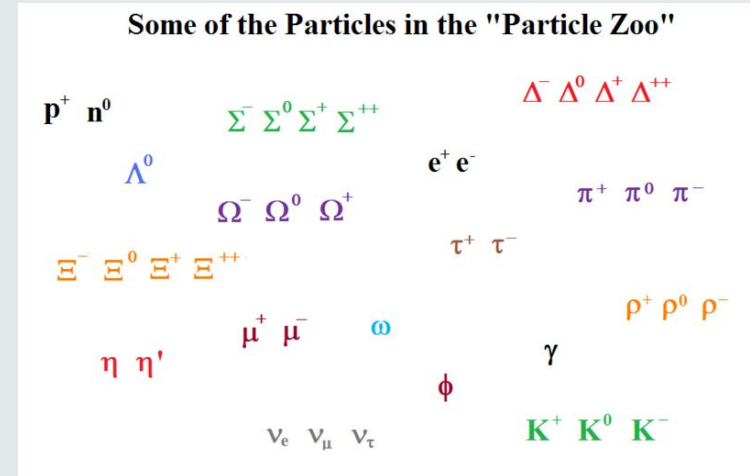 Some of the Particles in the "Particle Zoo"
Δ⁻ Δ⁰ Δ⁺ Δ⁺⁺
p⁺ n⁰
Σ⁻ Σ⁰ Σ⁺ Σ⁺⁺
e⁺ e⁻
Λ⁰
π⁺ π⁰ π⁻
Ω⁻ Ω⁰ Ω⁺
τ⁺ τ⁻
Ξ⁻ Ξ⁰ Ξ⁺ Ξ⁺⁺
ρ⁺ ρ⁰ ρ⁻
μ⁺ μ⁻
ω
γ
η η'
ϕ
νₑ ν_μ ν_τ
K⁺ K⁰ K⁻